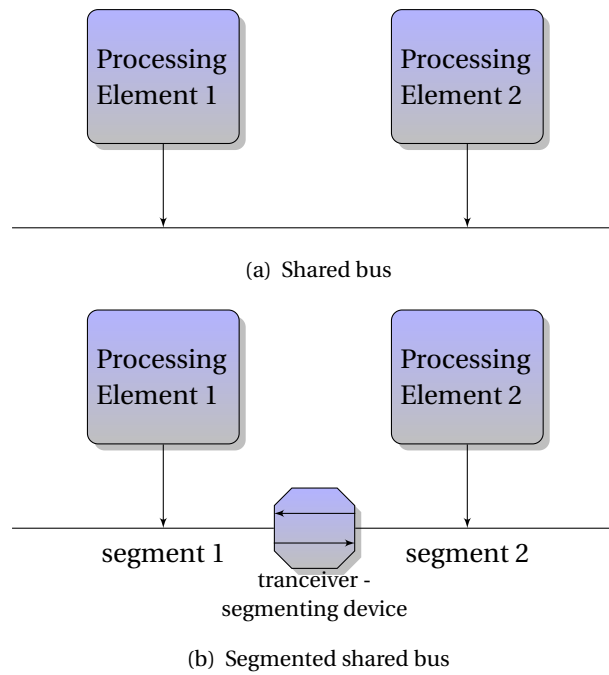 Processing
Element 1
Processing
Element 2
(a) Shared bus
Processing
Element 1
Processing
Element 2
segment 1
segment 2
tranceiver -
segmenting device
(b) Segmented shared bus